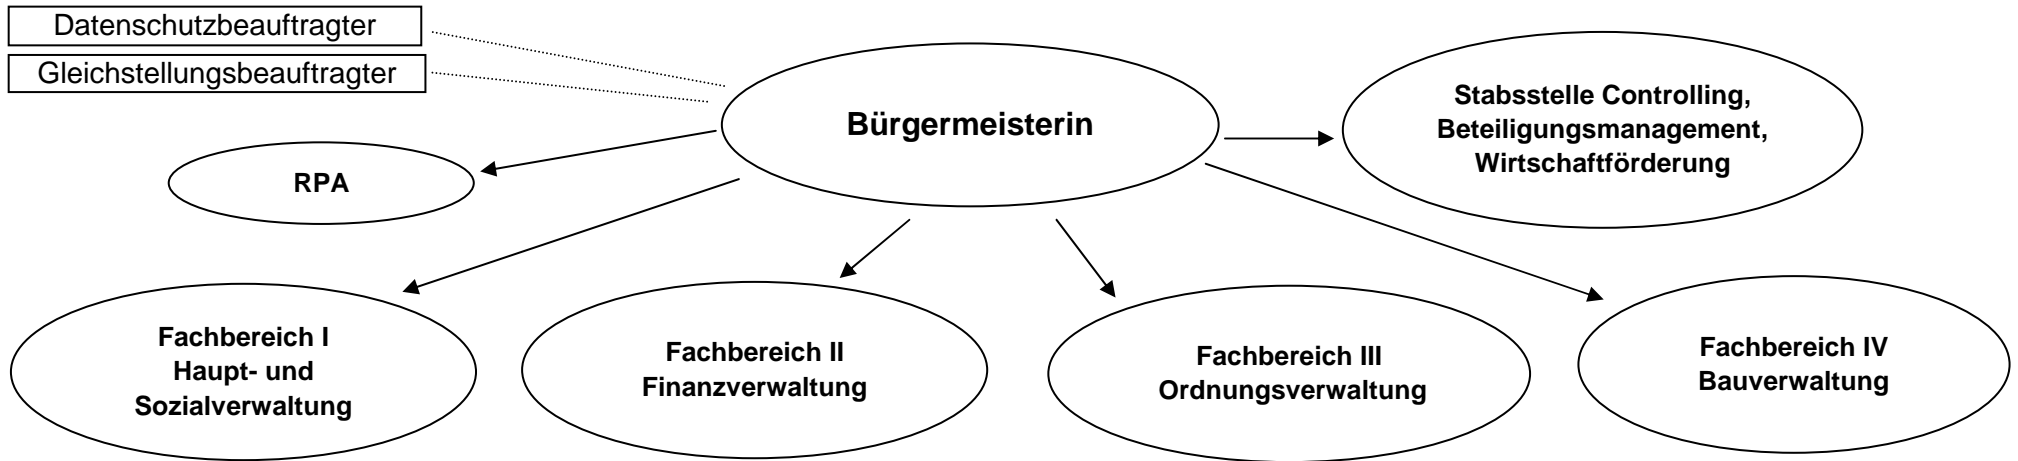 Datenschutzbeauftragter
Gleichstellungsbeauftragter
Bürgermeisterin
Stabsstelle Controlling,
Beteiligungsmanagement,
Wirtschaftförderung
RPA
Fachbereich I
Haupt- und
Sozialverwaltung
Fachbereich II
Finanzverwaltung
Fachbereich III
Ordnungsverwaltung
Fachbereich IV
Bauverwaltung